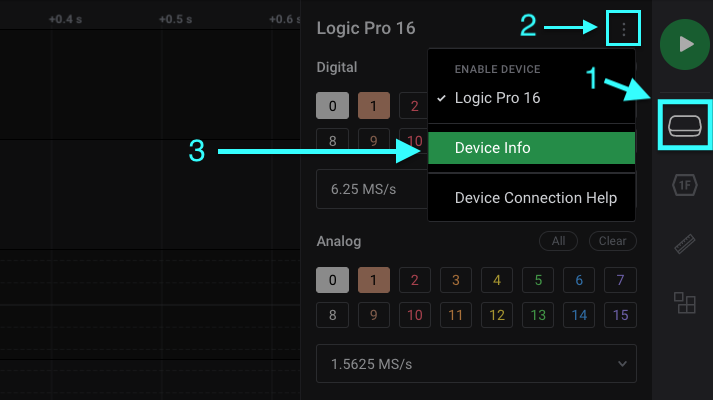 +0.4 s +0.5 s +0.6 s
Logic Pro 16
2
1
Digital
ENABLE DEVICE
Logic Pro 16
0 1 2
8 9 10
3
Device Info
Device Connection Help
6.25 MS/s
1F
Analog All Clear
0 1 2 3 4 5 6 7
8 9 10 11 12 13 14 15
1.5625 MS/s